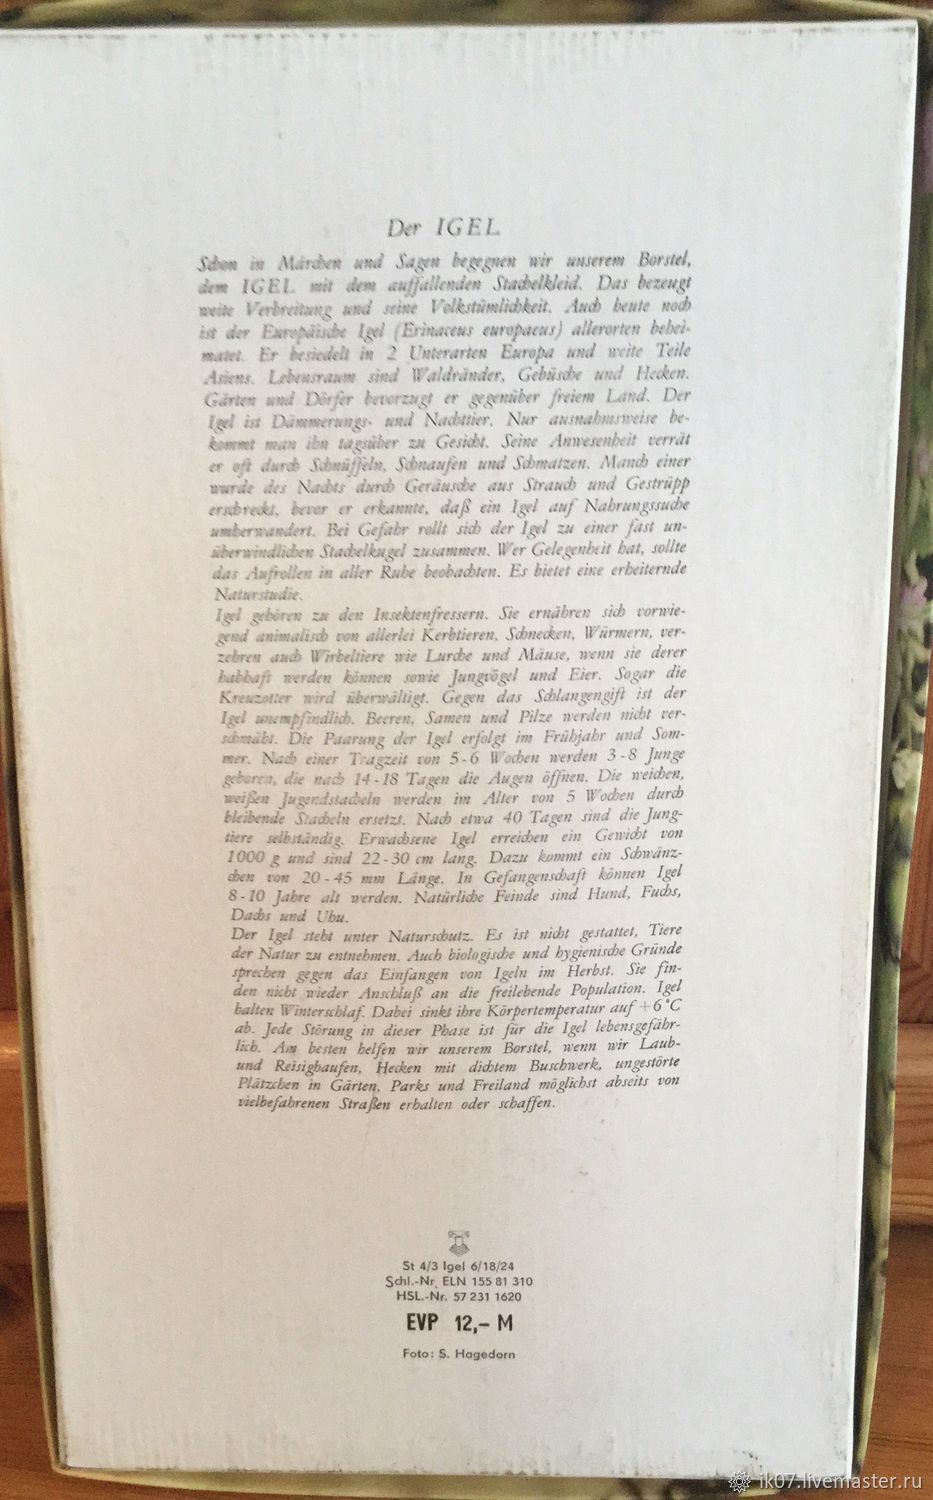 Der IGEL
Schon in Märchen und Sagen begegnen wir unserem Borstel,
dem IGEL mit dem auffallenden Stachelkleid. Das bezeugt
weite Verbreitung und seine Volkstümlichkeit. Auch heute noch
ist der Europäische Igel (Erinaceus europaeus) allerorten behei-
matet. Er besiedelt in 2 Unterarten Europa und weite Teile
Asiens. Lebensraum sind Waldränder, Gebüsche und Hecken.
Gärten und Dörfer bevorzugt er gegenüber freiem Land. Der
Igel ist Dämmerungs- und Nachttier. Nur ausnahmsweise be-
kommt man ihn tagsüber zu Gesicht. Seine Anwesenheit verrät
er oft durch Schnüffeln, Schnaufen und Schmatzen. Manch einer
wurde des Nachts durch Geräusche aus Strauch und Gestrüpp
erschreckt, bevor er erkannte, daß ein Igel auf Nahrungssuche
umherwandert. Bei Gefahr rollt sich der Igel zu einer fast un-
überwindlichen Stachelkugel zusammen. Wer Gelegenheit hat, sollte
das Aufrollen in aller Ruhe beobachten. Es bietet eine erheiternde
Naturstudie.
Igel gehören zu den Insektenfressern. Sie ernähren sich vorwie-
gend animalisch von allerlei Kerbtieren, Schnecken, Würmern, ver-
zehren auch Wirbeltiere wie Lurche und Mäuse, wenn sie derer
habhaft werden können sowie Jungvögel und Eier. Sogar die
Kreuzotter wird überwältigt. Gegen das Schlangengift ist der
Igel unempfindlich. Beeren, Samen und Pilze werden nicht ver-
schmäht. Die Paarung der Igel erfolgt im Frühjahr und Som-
mer. Nach einer Tragzeit von 5-6 Wochen werden 3-8 Junge
geboren, die nach 14-18 Tagen die Augen öffnen. Die weichen,
weißen Jugendstacheln werden im Alter von 5 Wochen durch
bleibende Stacheln ersetzt. Nach etwa 40 Tagen sind die Jung-
tiere selbständig. Erwachsene Igel erreichen ein Gewicht von
1000 g und sind 22-30 cm lang. Dazu kommt ein Schwänz-
chen von 20-45 mm Länge. In Gefangenschaft können Igel
8-10 Jahre alt werden. Natürliche Feinde sind Hund, Fuchs,
Dachs und Uhu.
Der Igel steht unter Naturschutz. Es ist nicht gestattet, Tiere
der Natur zu entnehmen. Auch biologische und hygienische Gründe
sprechen gegen das Einfangen von Igeln im Herbst. Sie fin-
den nicht wieder Anschluß an die freilebende Population. Igel
halten Winterschlaf. Dabei sinkt ihre Körpertemperatur auf +6°C
ab. Jede Störung in dieser Phase ist für die Igel lebensgefähr-
lich. Am besten helfen wir unserem Borstel, wenn wir Laub-
und Reisighaufen, Hecken mit dichtem Buschwerk, ungestörte
Plätzchen in Gärten, Parks und Freiland möglichst abseits von
vielbefahrenen Straßen erhalten oder schaffen.
St 4/3 Igel 6/18/24
Schl.-Nr. ELN 155 81 310
HSL.-Nr. 57 231 1620
EVP 12,– M
Foto: S. Hagedorn
ik07.livemaster.ru